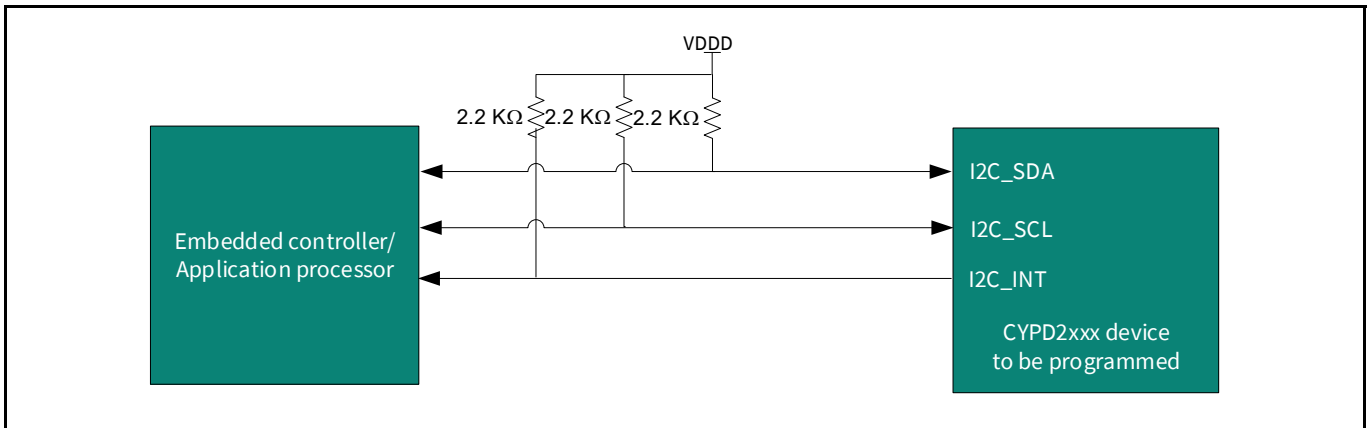 VDDD
2.2 KΩ 2.2 KΩ 2.2 KΩ
Embedded controller/
Application processor
I2C_SDA
I2C_SCL
I2C_INT
CYPD2xxx device
to be programmed